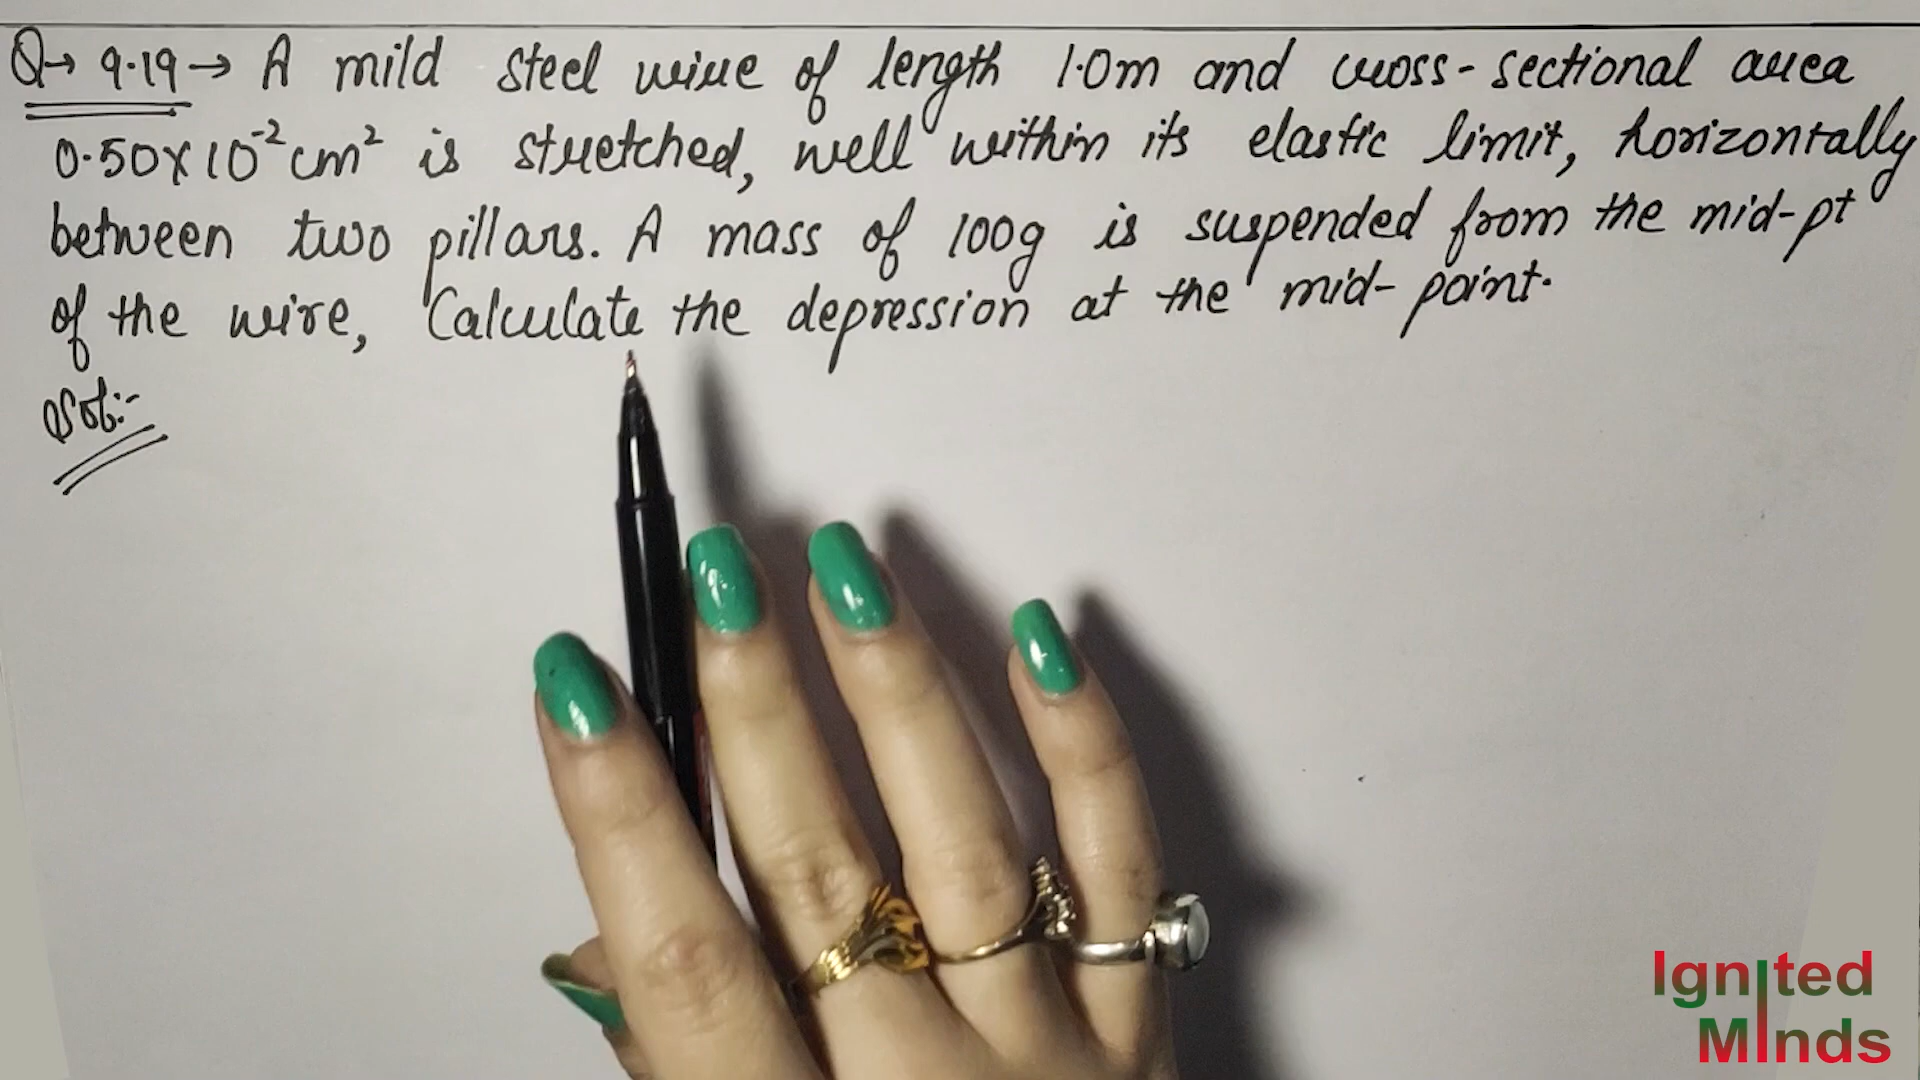 Q→ 9.19 → A mild steel wire of length 1.0m and cross-sectional area
0.50×10⁻²cm² is stretched, well within its elastic limit, horizontally
between two pillars. A mass of 100g is suspended from the mid-pt
of the wire, Calculate the depression at the mid-point.
Sol:-
Ignited
Minds